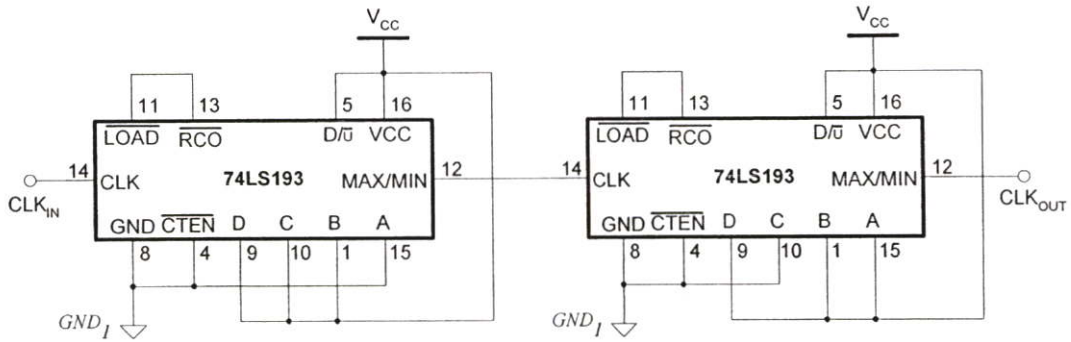 V_CC V_CC
11 13 5 16 11 13 5 16
LOAD RCO D/ū VCC LOAD RCO D/ū VCC
14 CLK 74LS193 MAX/MIN 12 14 CLK 74LS193 MAX/MIN 12
CLK_IN CLK_OUT
GND CTEN D C B A GND CTEN D C B A
8 4 9 10 1 15 8 4 9 10 1 15
GND_I GND_I